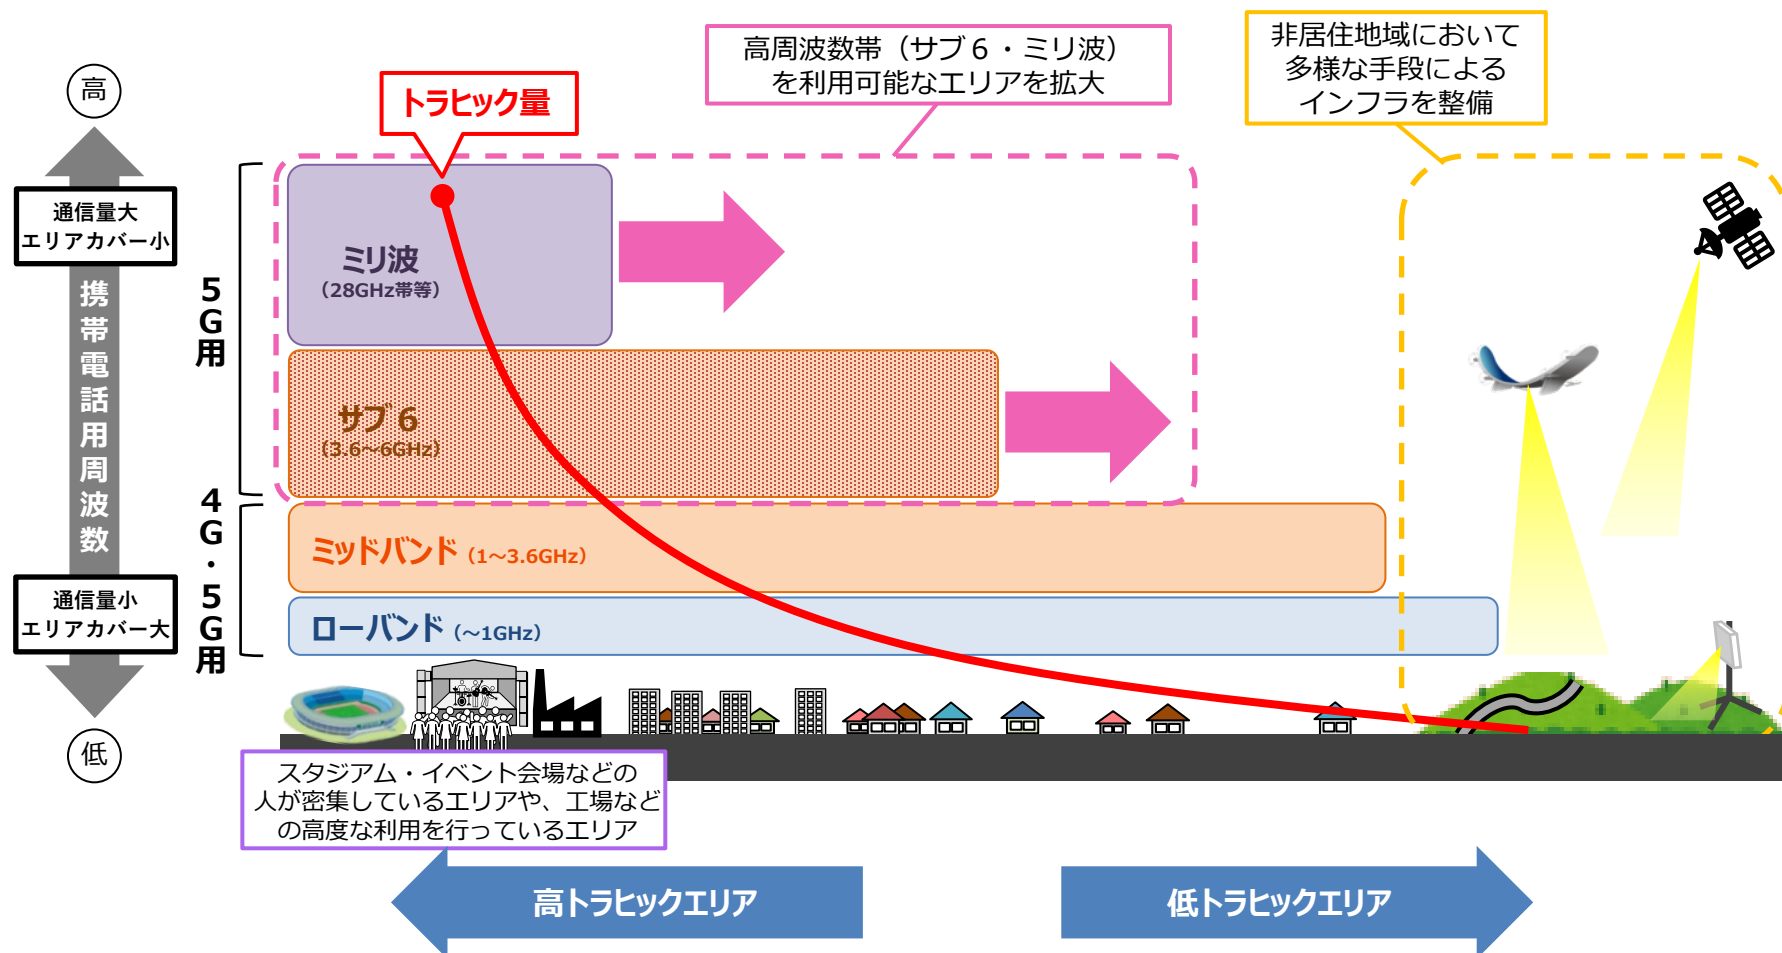 高周波数帯（サブ６・ミリ波）
を利用可能なエリアを拡大
非居住地域において
多様な手段による
インフラを整備
高
トラヒック量
通信量大
エリアカバー小
携帯電話用周波数
通信量小
エリアカバー大
低
5G用
4G・5G用
ミリ波
（28GHz帯等）
サブ６
（3.6～6GHz）
ミッドバンド（1～3.6GHz）
ローバンド（～1GHz）
スタジアム・イベント会場などの
人が密集しているエリアや、工場など
の高度な利用を行っているエリア
高トラヒックエリア
低トラヒックエリア